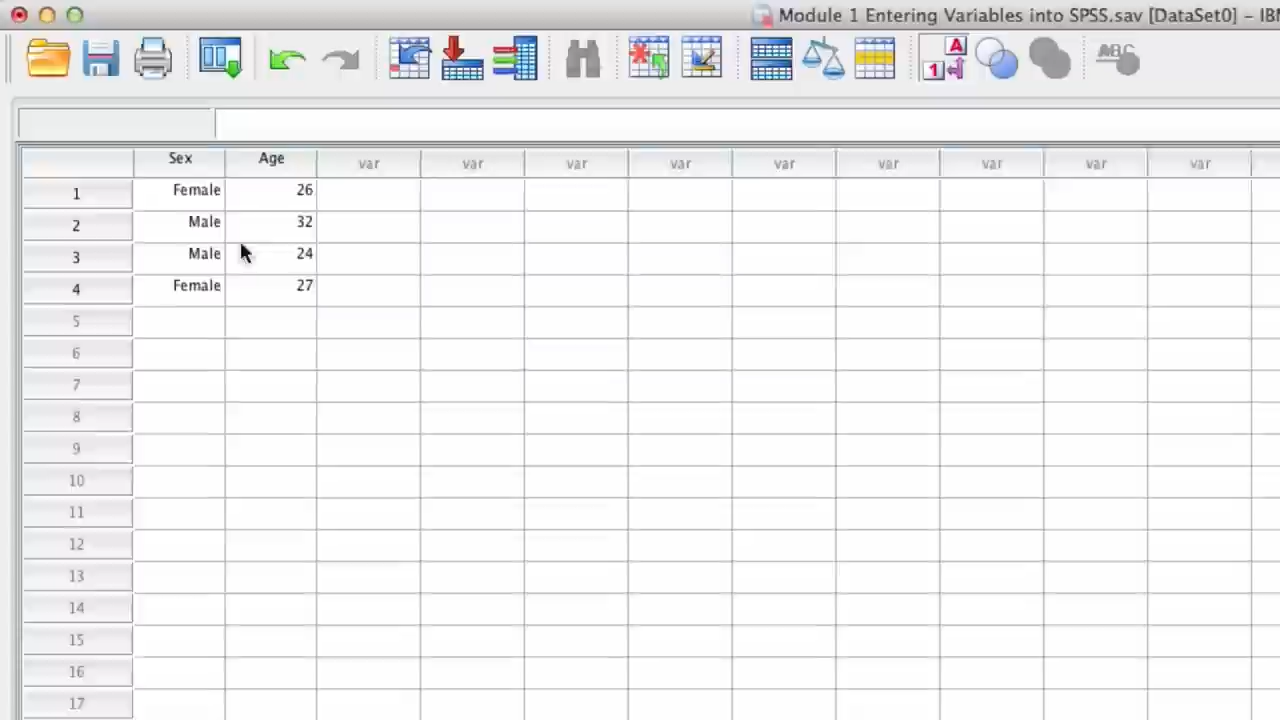 Module 1 Entering Variables into SPSS.sav [DataSet0] – IB
A
1
ABC
Sex Age var var var var var var var var var
1 Female 26
2 Male 32
3 Male 24
4 Female 27
5
6
7
8
9
10
11
12
13
14
15
16
17